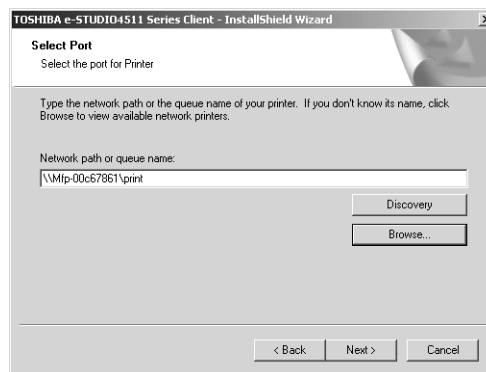 TOSHIBA e-STUDIO4511 Series Client - InstallShield Wizard
Select Port
Select the port for Printer
Type the network path or the queue name of your printer. If you don't know its name, click
Browse to view available network printers.
Network path or queue name:
\\Mfp-00c67861\print
Discovery
Browse...
< Back Next > Cancel